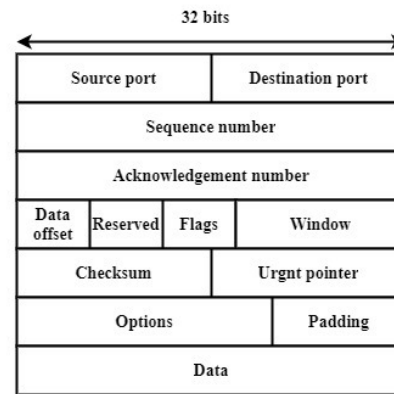 32 bits
Source port
Destination port
Sequence number
Acknowledgement number
Data
offset
Reserved
Flags
Window
Checksum
Urgnt pointer
Options
Padding
Data